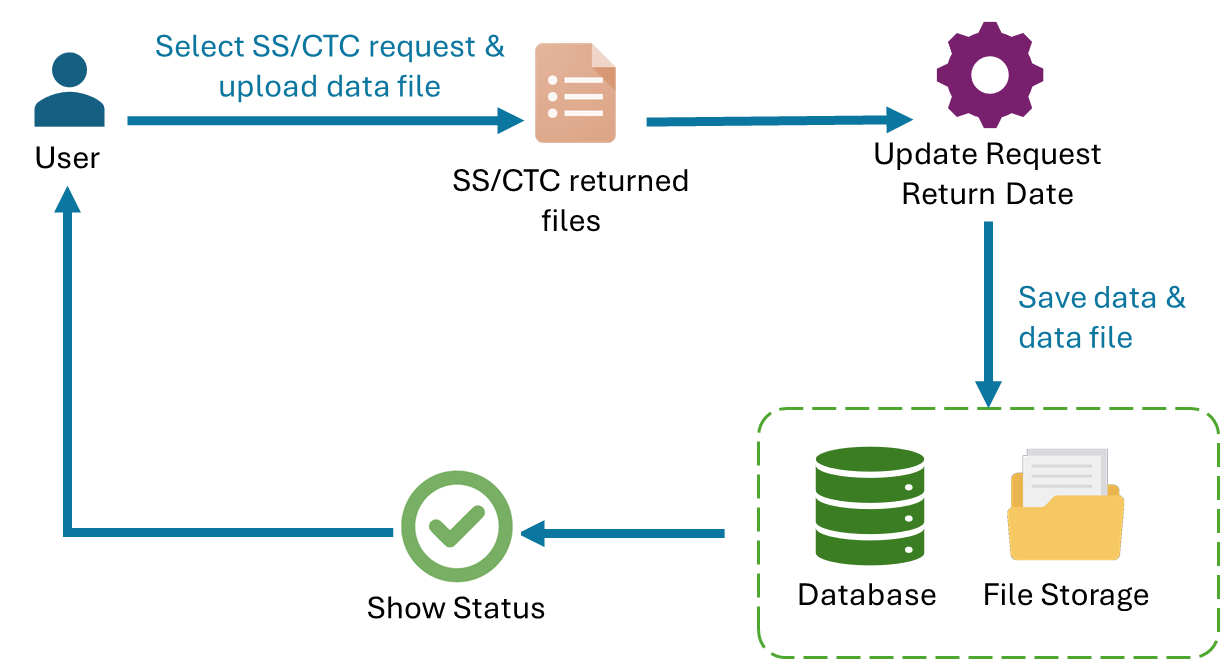 Select SS/CTC request &
upload data file
User
SS/CTC returned
files
Update Request
Return Date
Save data &
data file
Database
File Storage
Show Status